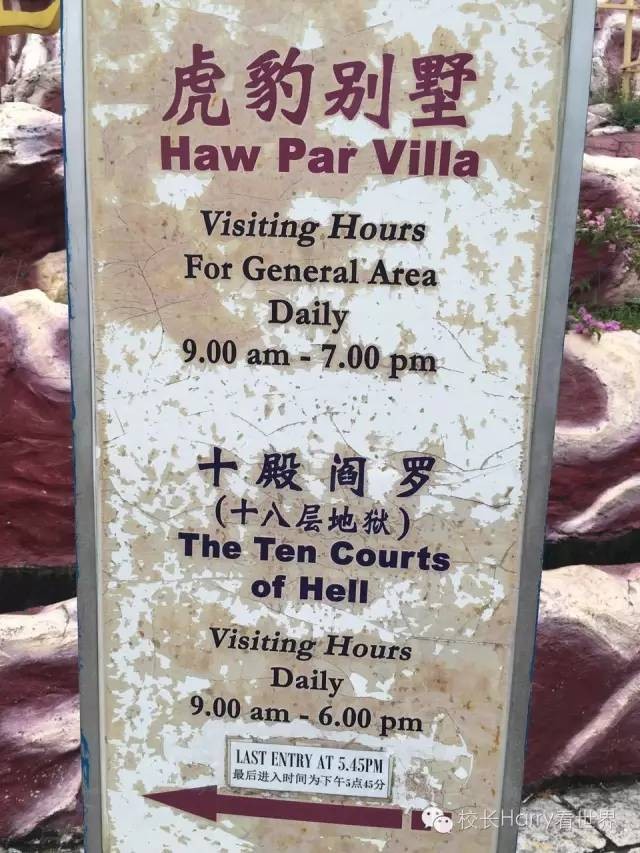 虎豹别墅
Haw Par Villa
Visiting Hours
For General Area
Daily
9.00 am - 7.00 pm
十殿阎罗
(十八层地狱)
The Ten Courts
of Hell
Visiting Hours
Daily
9.00 am - 6.00 pm
LAST ENTRY AT 5.45PM
最后进入时间为下午5点45分
校长Harry看世界